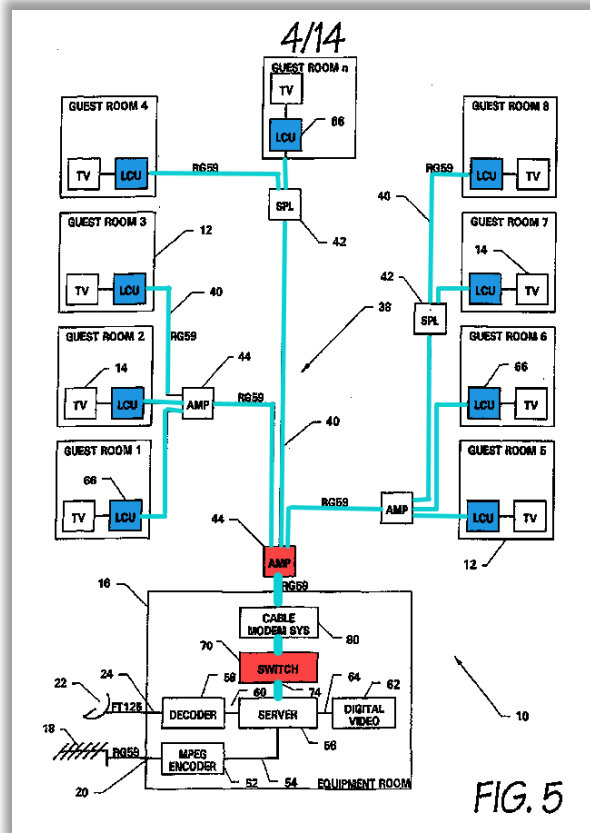 4/14
GUEST ROOM n
TV
LCU
66
GUEST ROOM 4
TV
LCU
RG59
SPL
42
GUEST ROOM 8
RG59
LCU
TV
40
GUEST ROOM 3
12
TV
LCU
40
RG59
GUEST ROOM 7
14
42
LCU
TV
SPL
38
GUEST ROOM 2
14
TV
LCU
44
AMP
RG59
40
GUEST ROOM 6
66
LCU
TV
GUEST ROOM 1
66
TV
LCU
GUEST ROOM 5
RG59
AMP
LCU
TV
12
44
AMP
RG59
16
CABLE
MODEM SYS
80
70
SWITCH
74
22
24
FT125
58
DECODER
60
SERVER
56
64
62
DIGITAL
VIDEO
10
18
RG59
20
MPEG
ENCODER
52
54
EQUIPMENT ROOM
FIG. 5